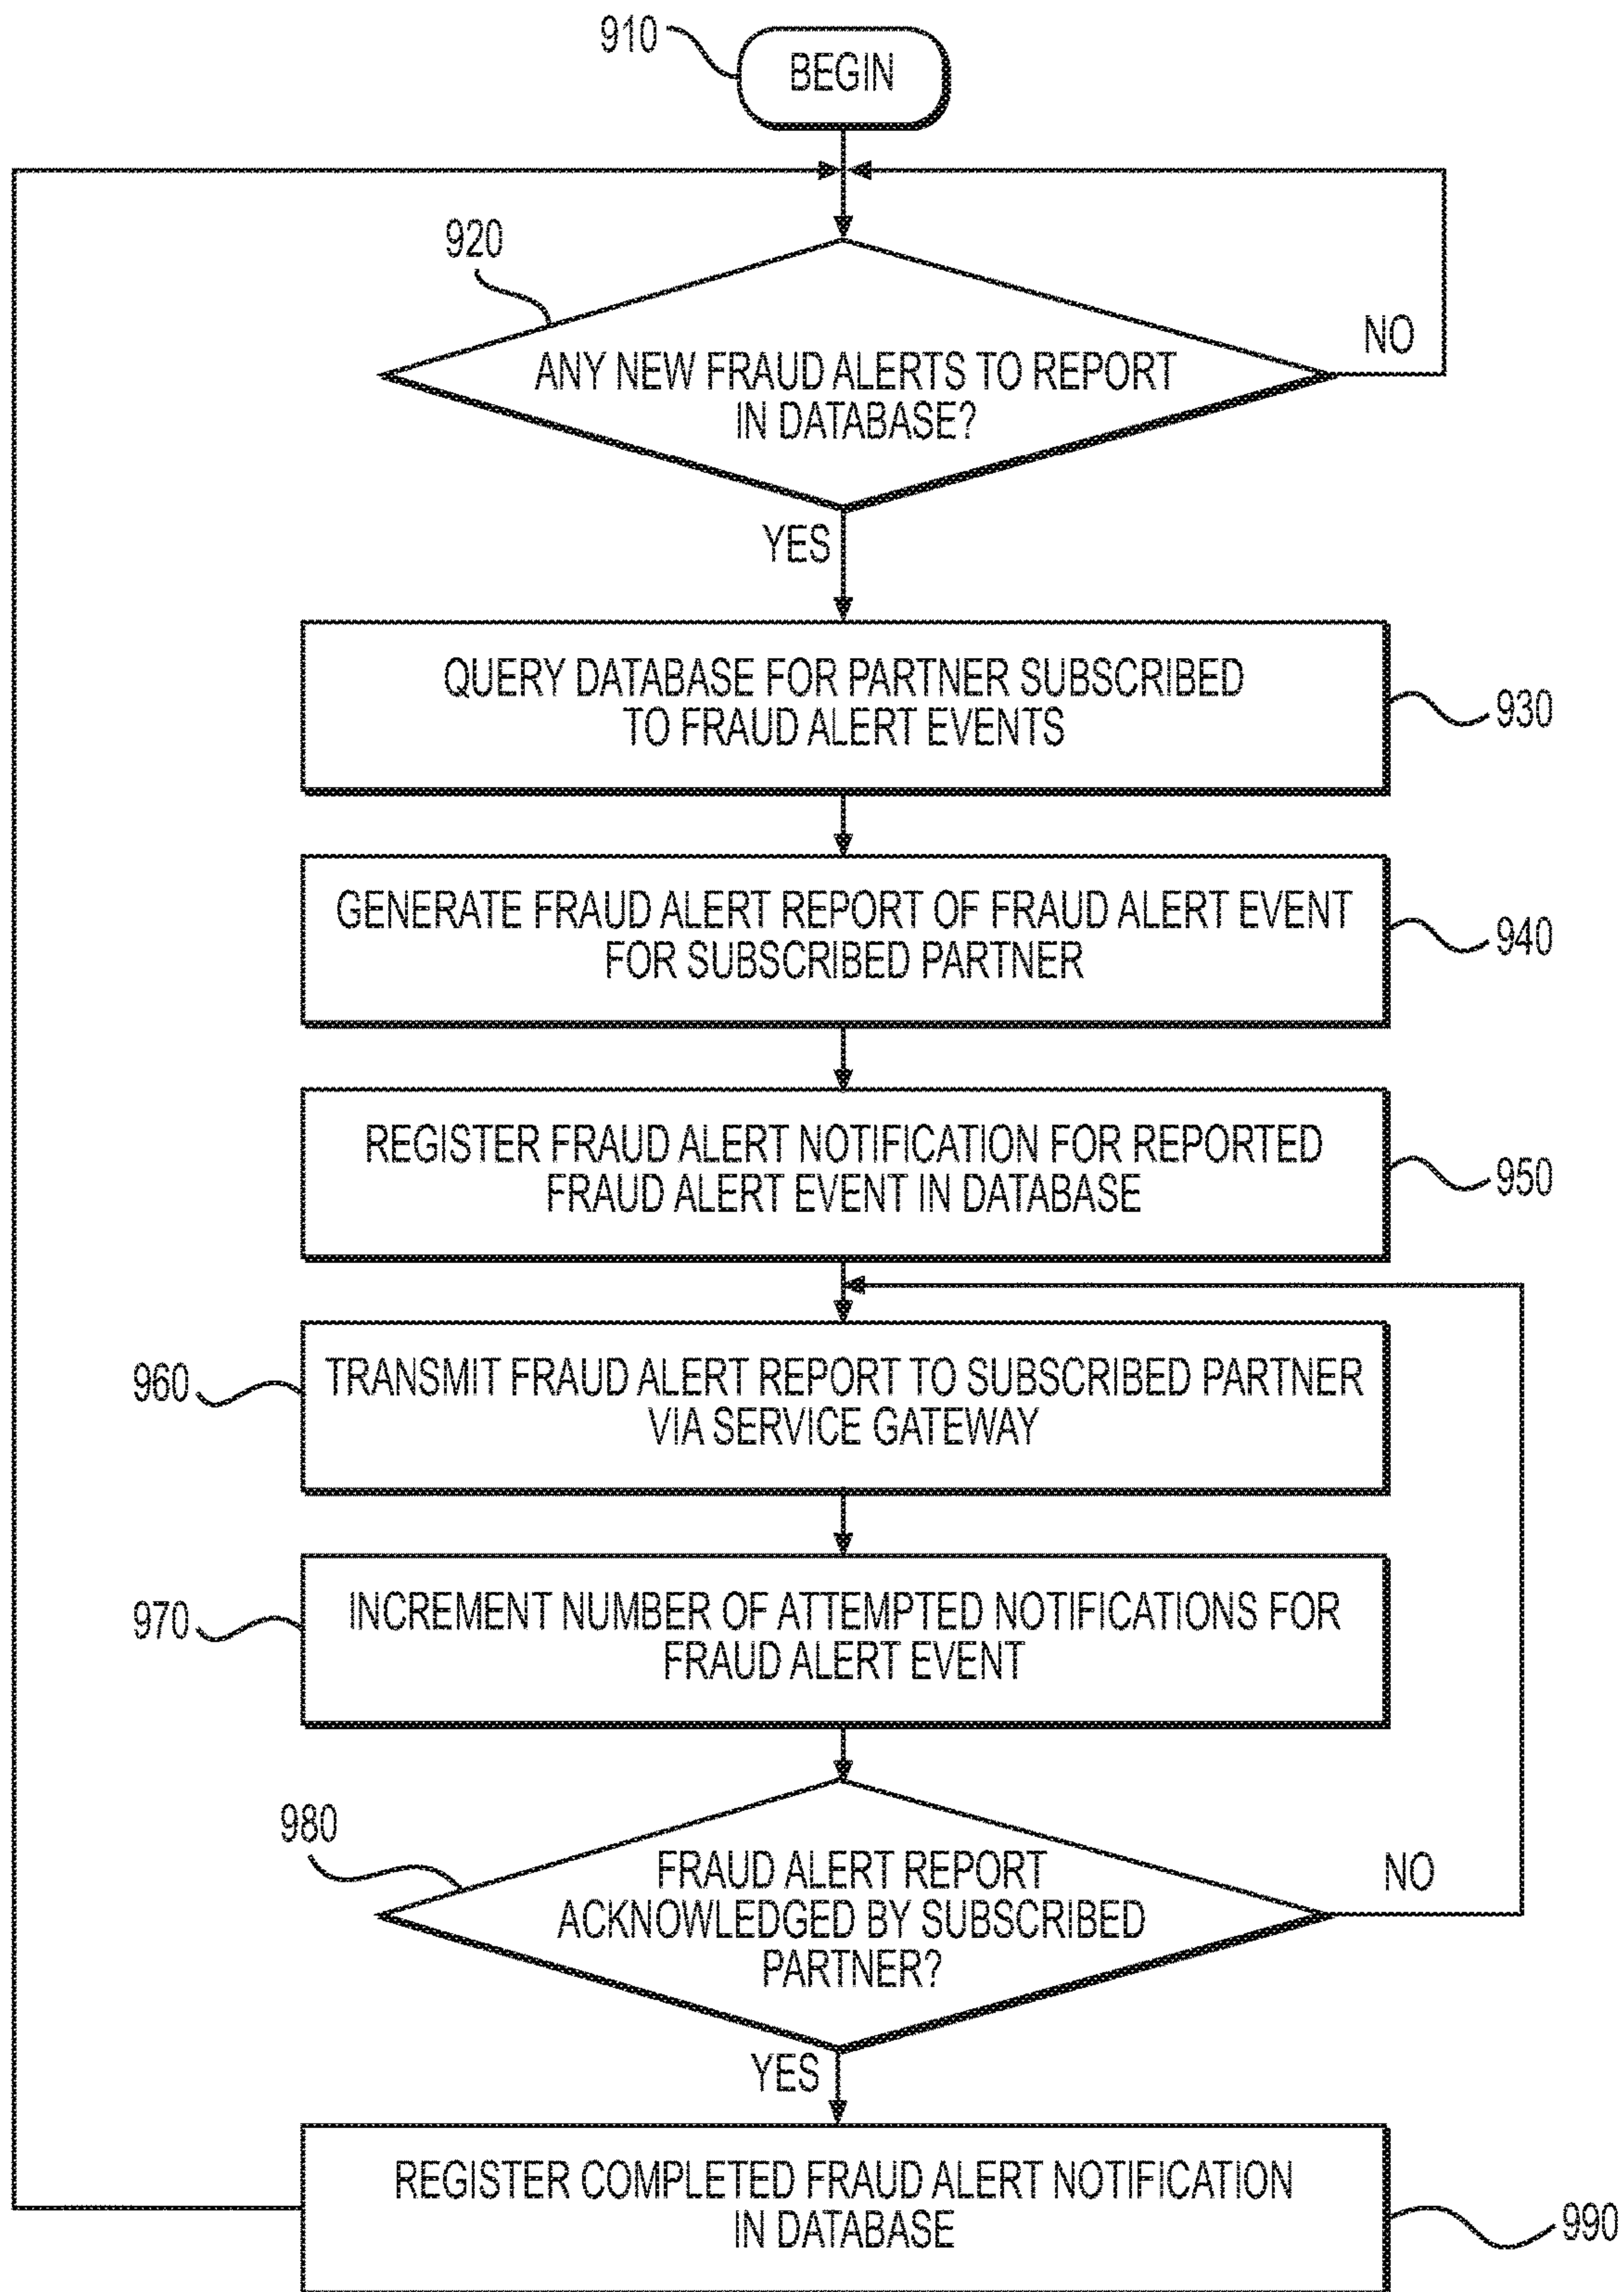 910
BEGIN
920
NO
ANY NEW FRAUD ALERTS TO REPORT
IN DATABASE?
YES
QUERY DATABASE FOR PARTNER SUBSCRIBED
TO FRAUD ALERT EVENTS
930
GENERATE FRAUD ALERT REPORT OF FRAUD ALERT EVENT
FOR SUBSCRIBED PARTNER
940
REGISTER FRAUD ALERT NOTIFICATION FOR REPORTED
FRAUD ALERT EVENT IN DATABASE
950
960
TRANSMIT FRAUD ALERT REPORT TO SUBSCRIBED PARTNER
VIA SERVICE GATEWAY
970
INCREMENT NUMBER OF ATTEMPTED NOTIFICATIONS FOR
FRAUD ALERT EVENT
980
FRAUD ALERT REPORT
ACKNOWLEDGED BY SUBSCRIBED
PARTNER?
NO
YES
REGISTER COMPLETED FRAUD ALERT NOTIFICATION
IN DATABASE
990